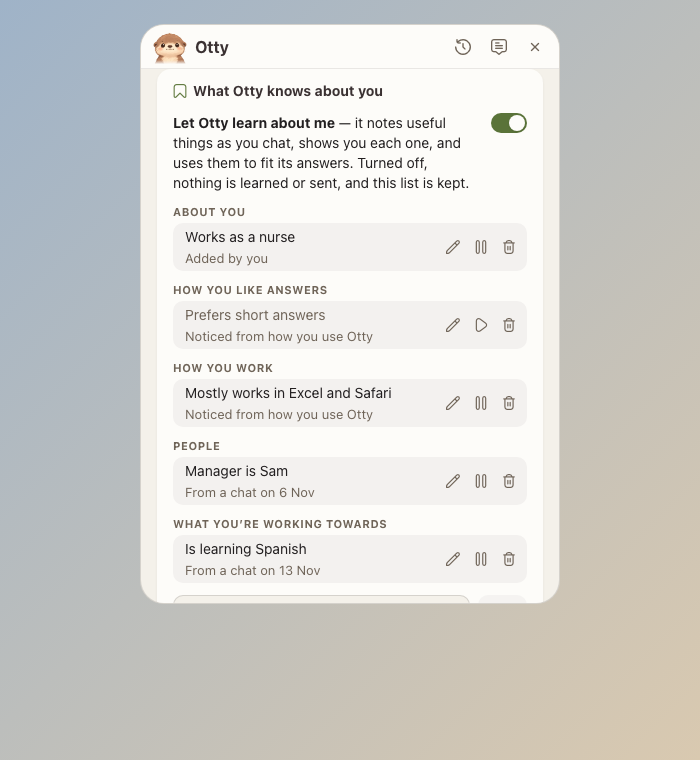 Otty
What Otty knows about you
Let Otty learn about me — it notes useful
things as you chat, shows you each one, and
uses them to fit its answers. Turned off,
nothing is learned or sent, and this list is kept.
ABOUT YOU
Works as a nurse
Added by you
HOW YOU LIKE ANSWERS
Prefers short answers
Noticed from how you use Otty
HOW YOU WORK
Mostly works in Excel and Safari
Noticed from how you use Otty
PEOPLE
Manager is Sam
From a chat on 6 Nov
WHAT YOU’RE WORKING TOWARDS
Is learning Spanish
From a chat on 13 Nov